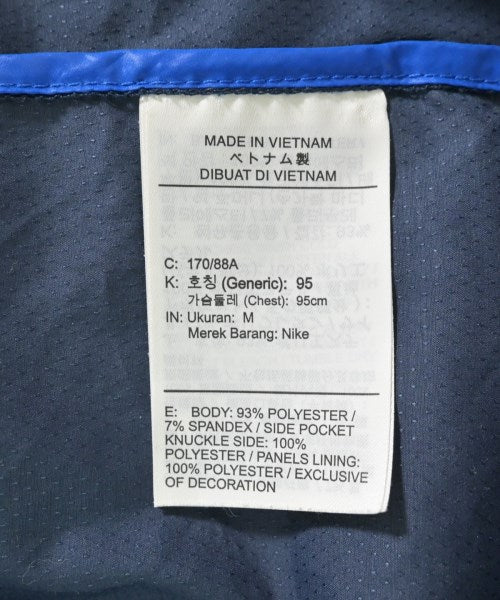 MADE IN VIETNAM
ベトナム製
DIBUAT DI VIETNAM
C: 170/88A
K: 호칭 (Generic): 95
가슴둘레 (Chest): 95cm
IN: Ukuran: M
Merek Barang: Nike
E: BODY: 93% POLYESTER /
7% SPANDEX / SIDE POCKET
KNUCKLE SIDE: 100%
POLYESTER / PANELS LINING:
100% POLYESTER / EXCLUSIVE
OF DECORATION